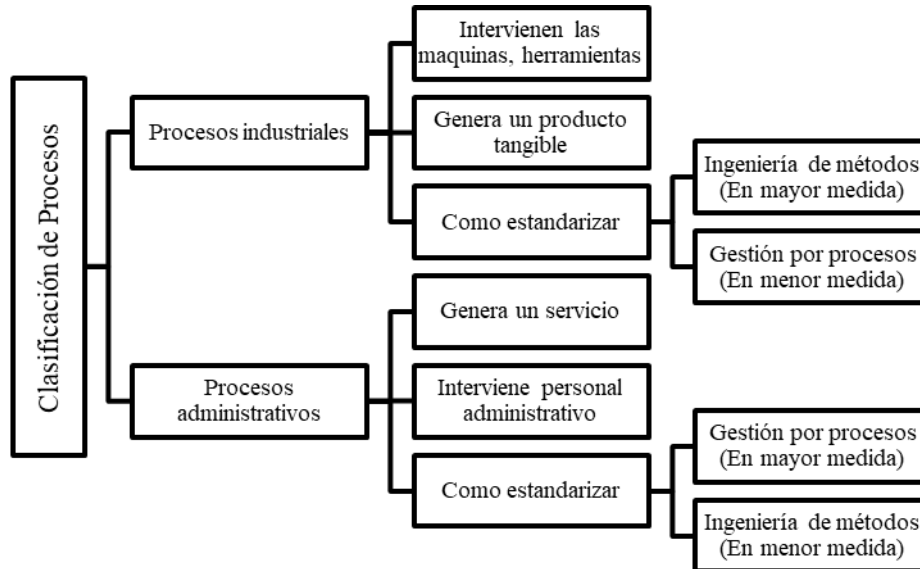 Clasificación de Procesos
Procesos industriales
Intervienen las
maquinas, herramientas
Genera un producto
tangible
Como estandarizar
Ingeniería de métodos
(En mayor medida)
Gestión por procesos
(En menor medida)
Procesos
administrativos
Genera un servicio
Interviene personal
administrativo
Como estandarizar
Gestión por procesos
(En mayor medida)
Ingeniería de métodos
(En menor medida)